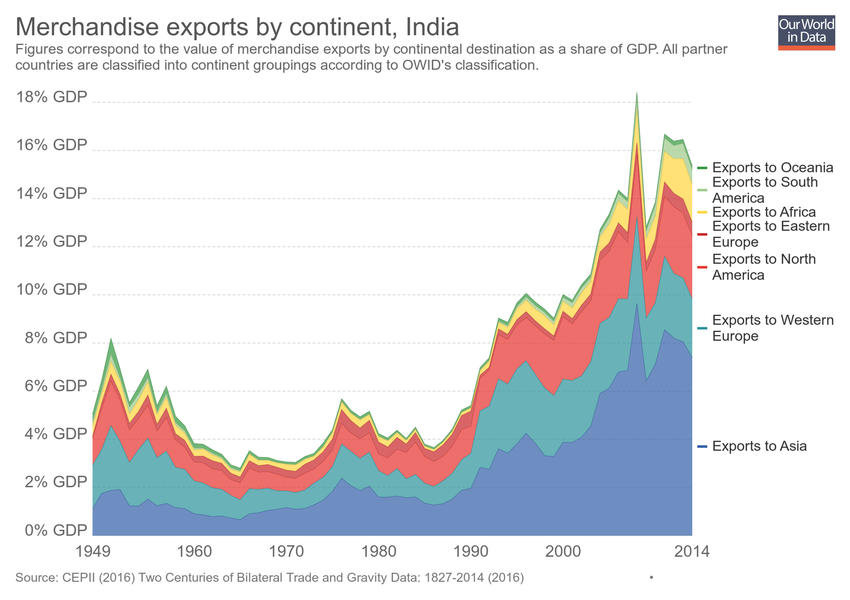 Merchandise exports by continent, India
Our World
in Data
Figures correspond to the value of merchandise exports by continental destination as a share of GDP. All partner
countries are classified into continent groupings according to OWID's classification.
18% GDP
16% GDP
14% GDP
12% GDP
10% GDP
8% GDP
6% GDP
4% GDP
2% GDP
0% GDP
1949
1960
1970
1980
1990
2000
2014
Exports to Oceania
Exports to South
America
Exports to Africa
Exports to Eastern
Europe
Exports to North
America
Exports to Western
Europe
Exports to Asia
Source: CEPII (2016) Two Centuries of Bilateral Trade and Gravity Data: 1827-2014 (2016)
•